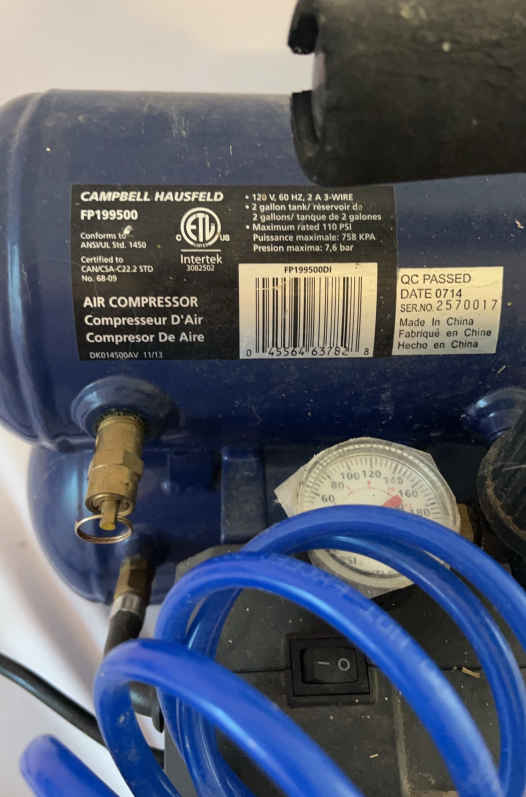 CAMPBELL HAUSFELD
FP199500
Conforms to
ANSI/UL Std. 1450
Certified to
CAN/CSA-C22.2 STD
No. 68-09
C ETL US
Intertek
3082502
AIR COMPRESSOR
Compresseur D'Air
Compresor De Aire
DK014500AV 11/13
• 120 V, 60 HZ, 2 A 3-WIRE
• 2 gallon tank/ réservoir de
2 gallons/ tanque de 2 galones
• Maximum rated 110 PSI
Puissance maximale: 758 KPA
Presion maxima: 7,6 bar
FP199500DI
0 45564 63782 8
QC PASSED
DATE 0714
SER.NO. 2570017
Made In China
Fabriqué en Chine
Hecho en China
60 80 100 120 160